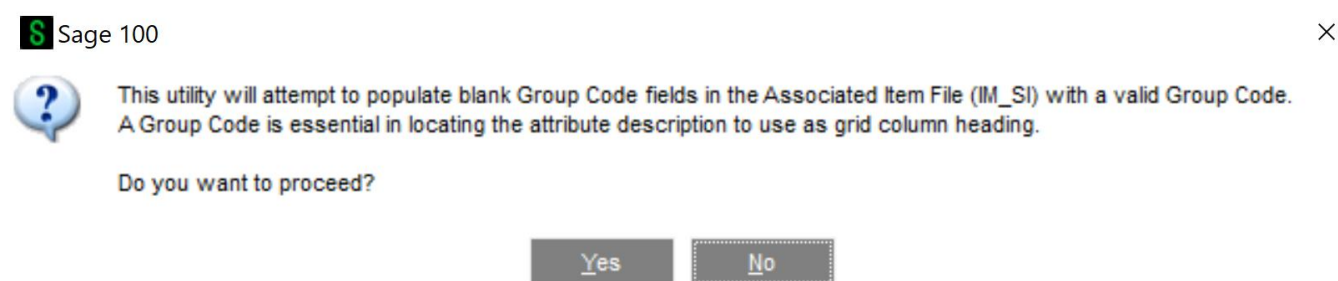 Sage 100
This utility will attempt to populate blank Group Code fields in the Associated Item File (IM_SI) with a valid Group Code.
A Group Code is essential in locating the attribute description to use as grid column heading.
Do you want to proceed?
Yes No